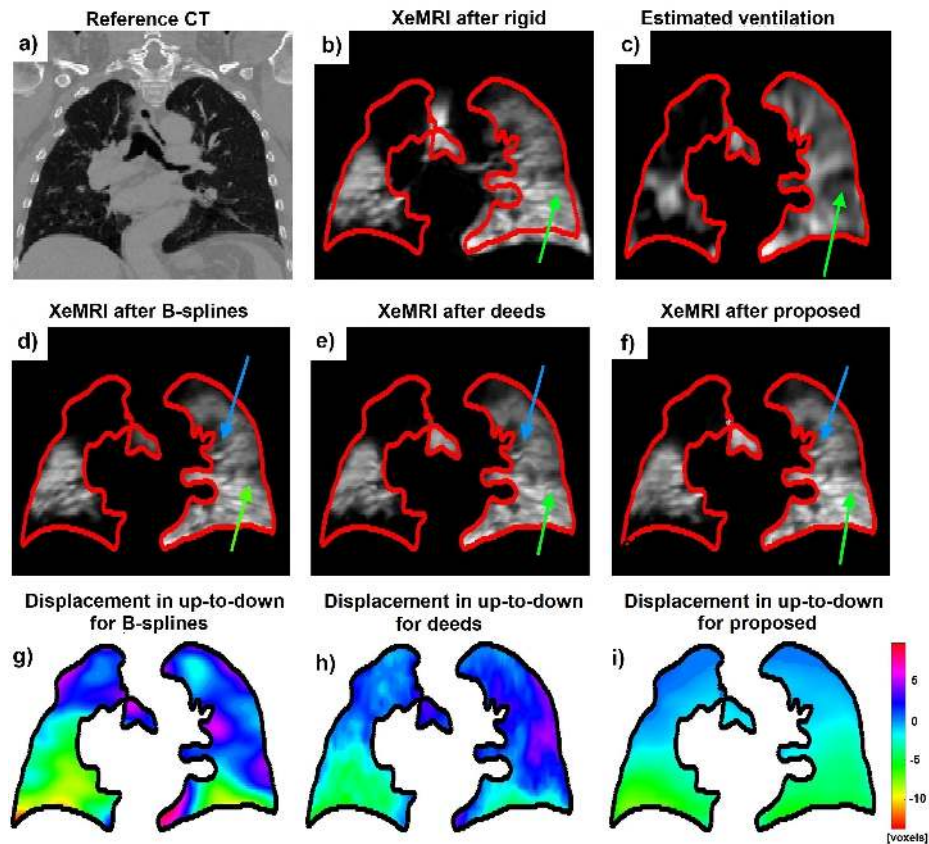 Reference CT
XeMRI after rigid
Estimated ventilation
a)
b)
c)
XeMRI after B-splines
XeMRI after deeds
XeMRI after proposed
d)
e)
f)
Displacement in up-to-down
for B-splines
Displacement in up-to-down
for deeds
Displacement in up-to-down
for proposed
g)
h)
i)
5
0
-5
-10
[voxels]